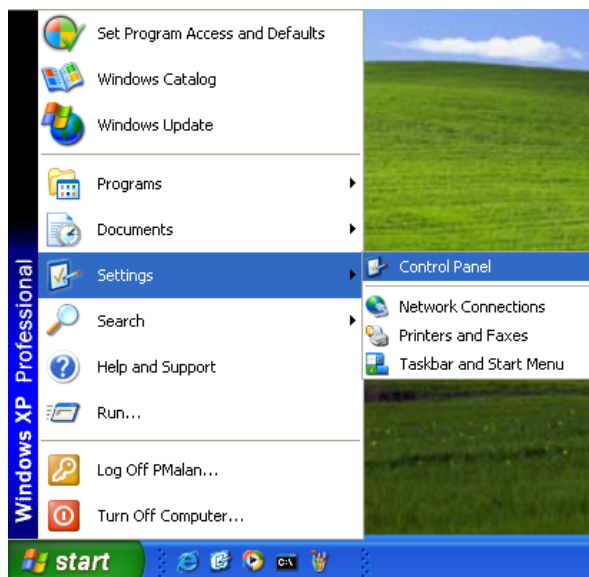 Set Program Access and Defaults
Windows Catalog
Windows Update
Programs
Documents
Settings
Search
Help and Support
Run...
Log Off PMalan...
Turn Off Computer...
Windows XP Professional
Control Panel
Network Connections
Printers and Faxes
Taskbar and Start Menu
start
C:\